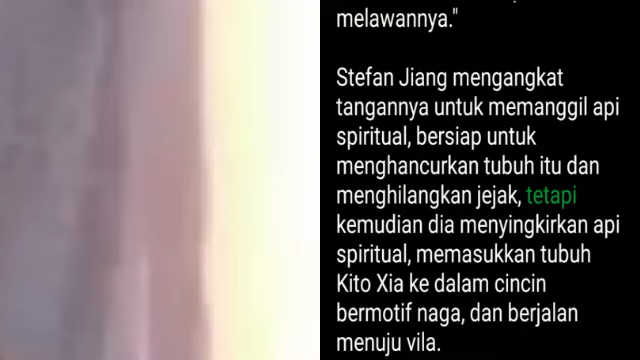 melawannya."
Stefan Jiang mengangkat
tangannya untuk memanggil api
spiritual, bersiap untuk
menghancurkan tubuh itu dan
menghilangkan jejak, tetapi
kemudian dia menyingkirkan api
spiritual, memasukkan tubuh
Kito Xia ke dalam cincin
bermotif naga, dan berjalan
menuju vila.